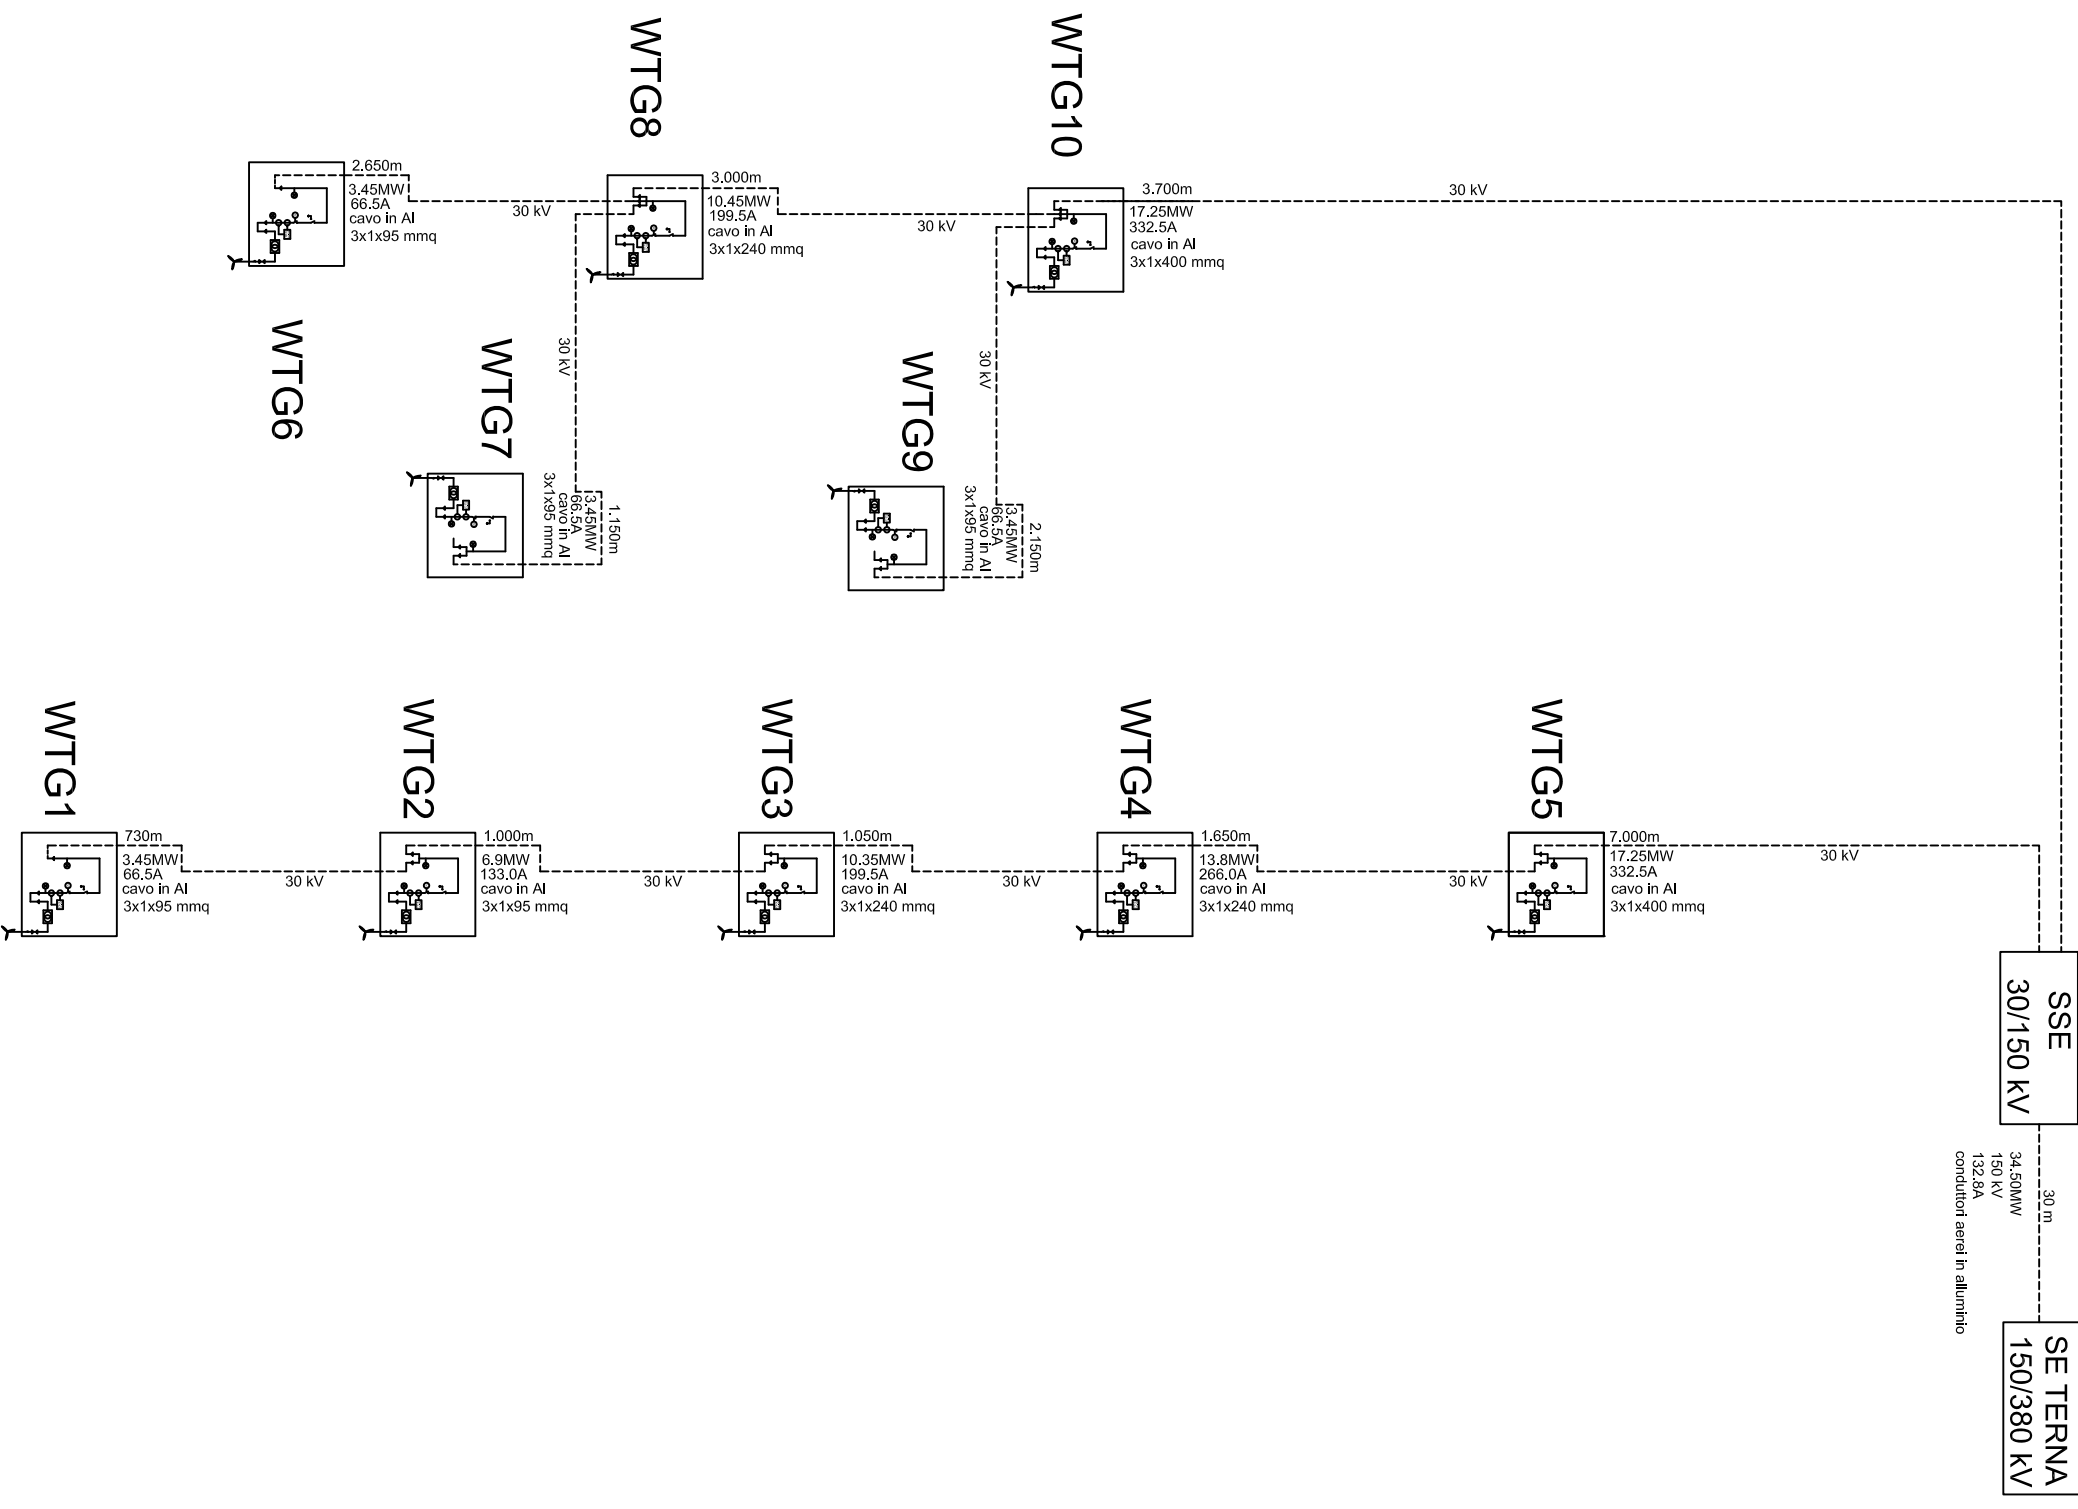 WTG10
3.700m
17.25MW
332.5A
cavo in Al
3x1x400 mmq
30 kV
WTG8
3.000m
10.45MW
199.5A
cavo in Al
3x1x240 mmq
30 kV
2.650m
3.45MW
66.5A
cavo in Al
3x1x95 mmq
30 kV
WTG6
30 kV
WTG7
1.150m
3.45MW
66.5A
cavo in Al
3x1x95 mmq
30 kV
WTG9
2.150m
3.45MW
66.5A
cavo in Al
3x1x95 mmq
WTG1
730m
3.45MW
66.5A
cavo in Al
3x1x95 mmq
30 kV
WTG2
1.000m
6.9MW
133.0A
cavo in Al
3x1x95 mmq
30 kV
WTG3
1.050m
10.35MW
199.5A
cavo in Al
3x1x240 mmq
30 kV
WTG4
1.650m
13.8MW
266.0A
cavo in Al
3x1x240 mmq
30 kV
WTG5
7.000m
17.25MW
332.5A
cavo in Al
3x1x400 mmq
30 kV
SSE
30/150 kV
30 m
34.50MW
150 kV
132.8A
conduttori aerei in alluminio
SE TERNA
150/380 kV